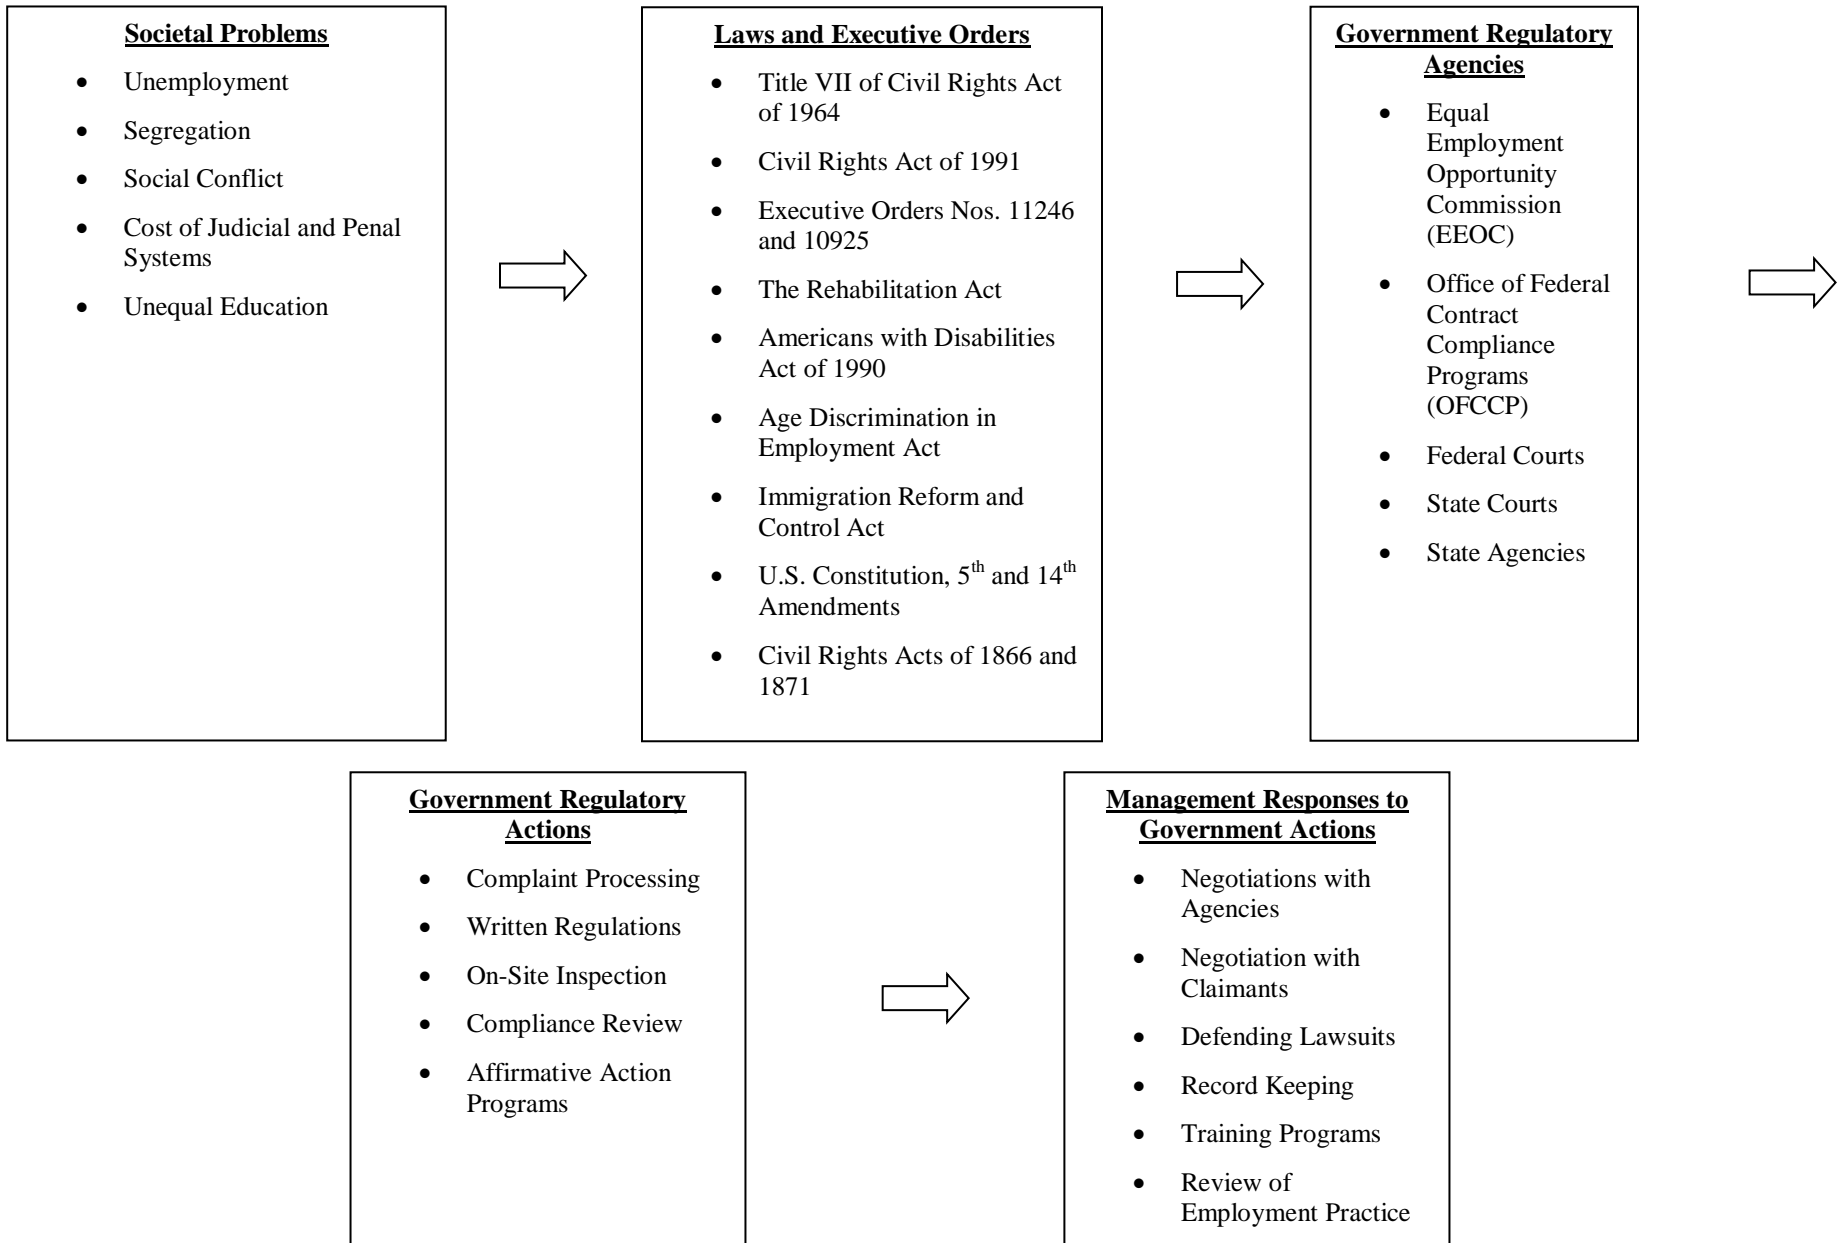 Societal Problems
• Unemployment
• Segregation
• Social Conflict
• Cost of Judicial and Penal
Systems
• Unequal Education
Laws and Executive Orders
• Title VII of Civil Rights Act
of 1964
• Civil Rights Act of 1991
• Executive Orders Nos. 11246
and 10925
• The Rehabilitation Act
• Americans with Disabilities
Act of 1990
• Age Discrimination in
Employment Act
• Immigration Reform and
Control Act
• U.S. Constitution, 5th and 14th
Amendments
• Civil Rights Acts of 1866 and
1871
Government Regulatory
Agencies
• Equal
Employment
Opportunity
Commission
(EEOC)
• Office of Federal
Contract
Compliance
Programs
(OFCCP)
• Federal Courts
• State Courts
• State Agencies
Government Regulatory
Actions
• Complaint Processing
• Written Regulations
• On-Site Inspection
• Compliance Review
• Affirmative Action
Programs
Management Responses to
Government Actions
• Negotiations with
Agencies
• Negotiation with
Claimants
• Defending Lawsuits
• Record Keeping
• Training Programs
• Review of
Employment Practice